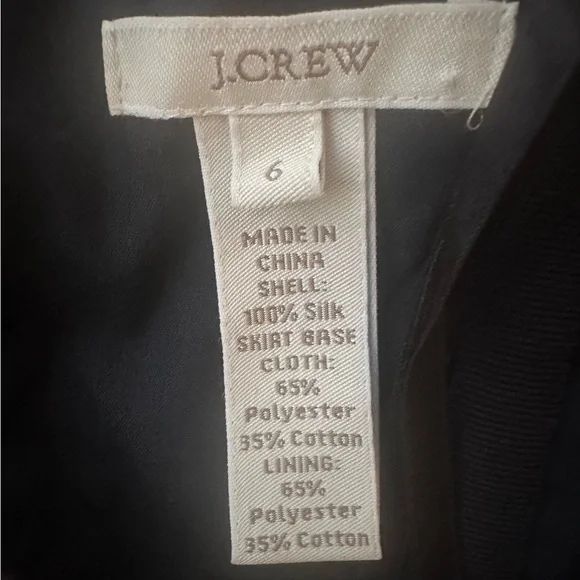 J.CREW
6
MADE IN
CHINA
SHELL:
100% Silk
SKIRT BASE
CLOTH:
65%
Polyester
35% Cotton
LINING:
65%
Polyester
35% Cotton